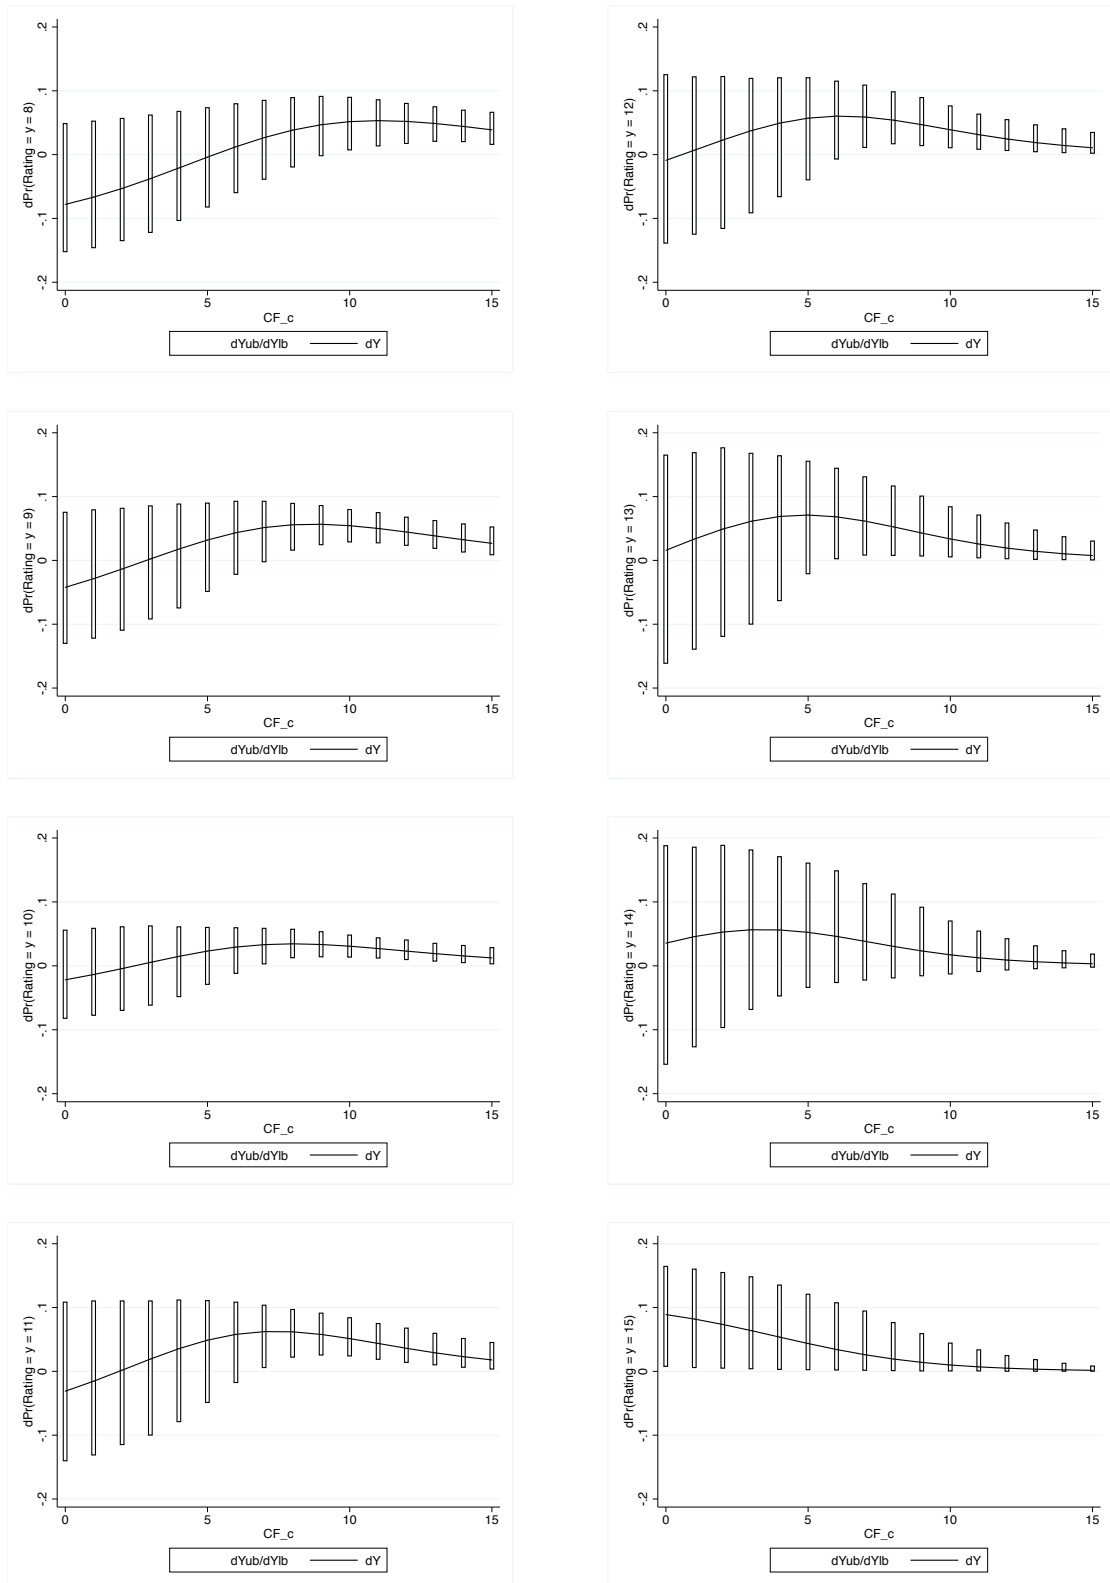 dPr(Rating = y = 8)
.2
.1
0
-.1
-.2
0 5 10 15
CF_c
dYub/dYlb dY
dPr(Rating = y = 12)
.2
.1
0
-.1
-.2
0 5 10 15
CF_c
dYub/dYlb dY
dPr(Rating = y = 9)
.2
.1
0
-.1
-.2
0 5 10 15
CF_c
dYub/dYlb dY
dPr(Rating = y = 13)
.2
.1
0
-.1
-.2
0 5 10 15
CF_c
dYub/dYlb dY
dPr(Rating = y = 10)
.2
.1
0
-.1
-.2
0 5 10 15
CF_c
dYub/dYlb dY
dPr(Rating = y = 14)
.2
.1
0
-.1
-.2
0 5 10 15
CF_c
dYub/dYlb dY
dPr(Rating = y = 11)
.2
.1
0
-.1
-.2
0 5 10 15
CF_c
dYub/dYlb dY
dPr(Rating = y = 15)
.2
.1
0
-.1
-.2
0 5 10 15
CF_c
dYub/dYlb dY